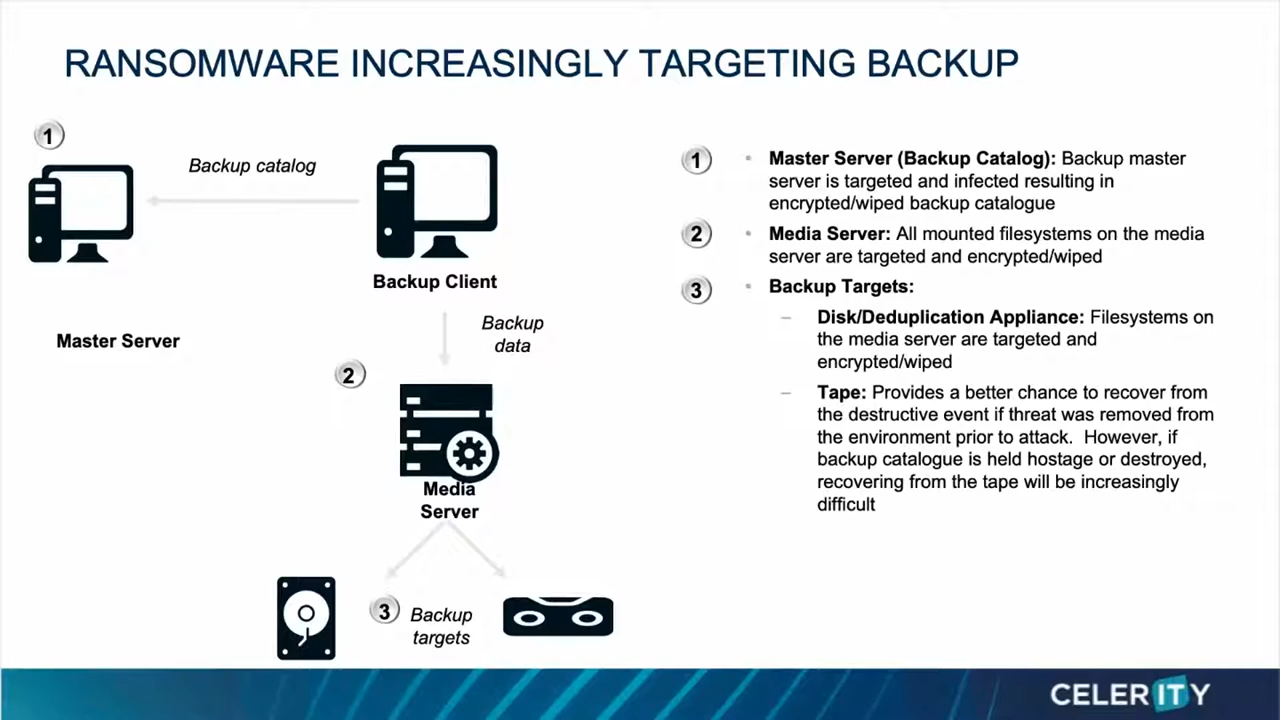 RANSOMWARE INCREASINGLY TARGETING BACKUP
1
Backup catalog
Backup Client
Master Server
Backup
data
2
Media
Server
3
Backup
targets
1
• Master Server (Backup Catalog): Backup master
server is targeted and infected resulting in
encrypted/wiped backup catalogue
2
• Media Server: All mounted filesystems on the media
server are targeted and encrypted/wiped
3
• Backup Targets:
– Disk/Deduplication Appliance: Filesystems on
the media server are targeted and
encrypted/wiped
– Tape: Provides a better chance to recover from
the destructive event if threat was removed from
the environment prior to attack. However, if
backup catalogue is held hostage or destroyed,
recovering from the tape will be increasingly
difficult
CELERITY